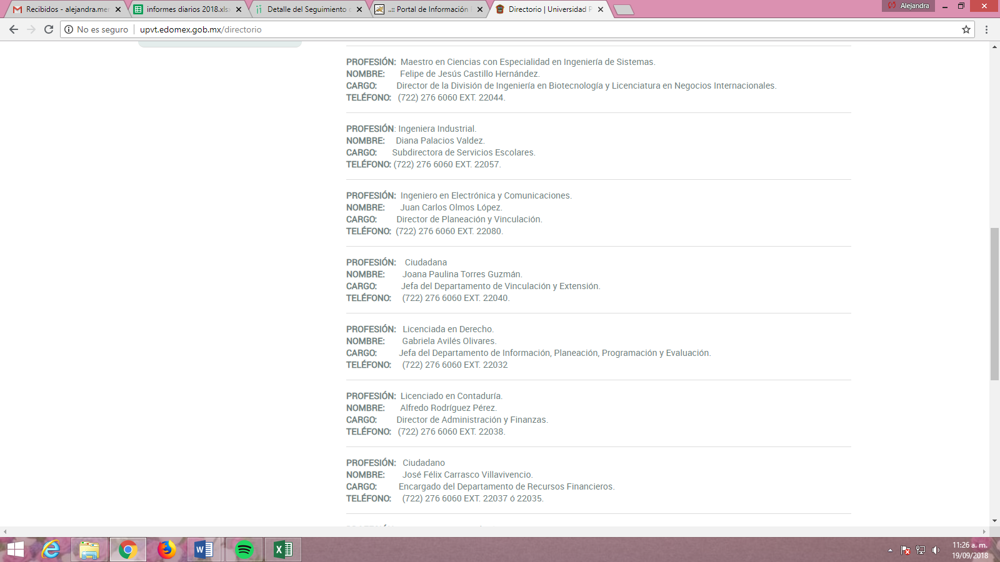 Recibidos - alejandra.mer
informes diarios 2018.xlsx
Detalle del Seguimiento
..:: Portal de Información
Directorio | Universidad P
Alejandra
No es seguro
upvt.edomex.gob.mx/directorio
PROFESIÓN: Maestro en Ciencias con Especialidad en Ingeniería de Sistemas.
NOMBRE: Felipe de Jesús Castillo Hernández.
CARGO: Director de la División de Ingeniería en Biotecnología y Licenciatura en Negocios Internacionales.
TELÉFONO: (722) 276 6060 EXT. 22044.
PROFESIÓN: Ingeniera Industrial.
NOMBRE: Diana Palacios Valdez.
CARGO: Subdirectora de Servicios Escolares.
TELÉFONO: (722) 276 6060 EXT. 22057.
PROFESIÓN: Ingeniero en Electrónica y Comunicaciones.
NOMBRE: Juan Carlos Olmos López.
CARGO: Director de Planeación y Vinculación.
TELÉFONO: (722) 276 6060 EXT. 22080.
PROFESIÓN: Ciudadana
NOMBRE: Joana Paulina Torres Guzmán.
CARGO: Jefa del Departamento de Vinculación y Extensión.
TELÉFONO: (722) 276 6060 EXT. 22040.
PROFESIÓN: Licenciada en Derecho.
NOMBRE: Gabriela Avilés Olivares.
CARGO: Jefa del Departamento de Información, Planeación, Programación y Evaluación.
TELÉFONO: (722) 276 6060 EXT. 22032
PROFESIÓN: Licenciado en Contaduría.
NOMBRE: Alfredo Rodríguez Pérez.
CARGO: Director de Administración y Finanzas.
TELÉFONO: (722) 276 6060 EXT. 22038.
PROFESIÓN: Ciudadano
NOMBRE: José Félix Carrasco Villavivencio.
CARGO: Encargado del Departamento de Recursos Financieros.
TELÉFONO: (722) 276 6060 EXT. 22037 ó 22035.
11:26 a. m.
19/09/2018